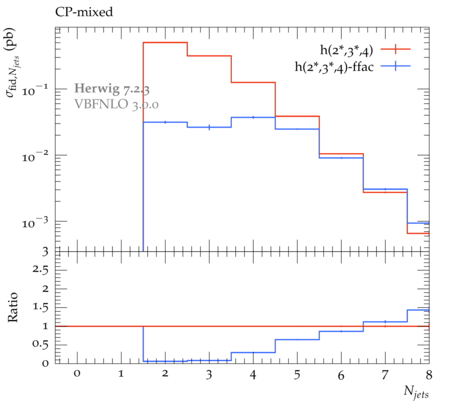 CP-mixed
σfid,Njets (pb)
h(2*,3*,4)
h(2*,3*,4)-ffac
Herwig 7.2.3
VBFNLO 3.0.0
10⁻¹
10⁻²
10⁻³
3
2.5
2
1.5
1
0.5
0
Ratio
0 1 2 3 4 5 6 7 8
Njets